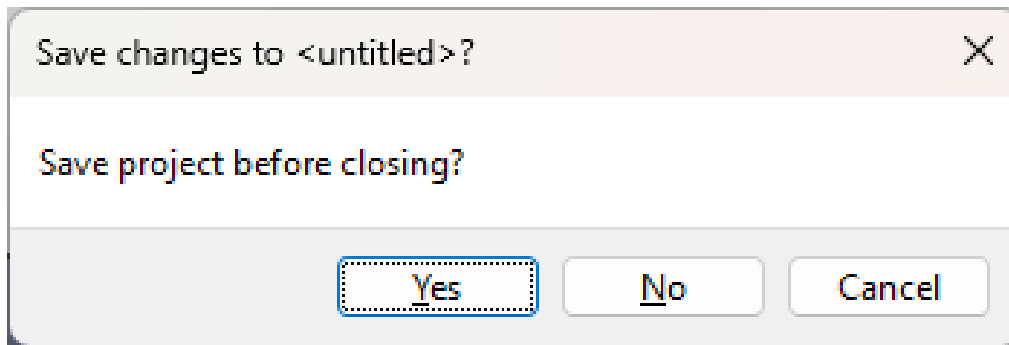 Save changes to <untitled>?
Save project before closing?
Yes No Cancel